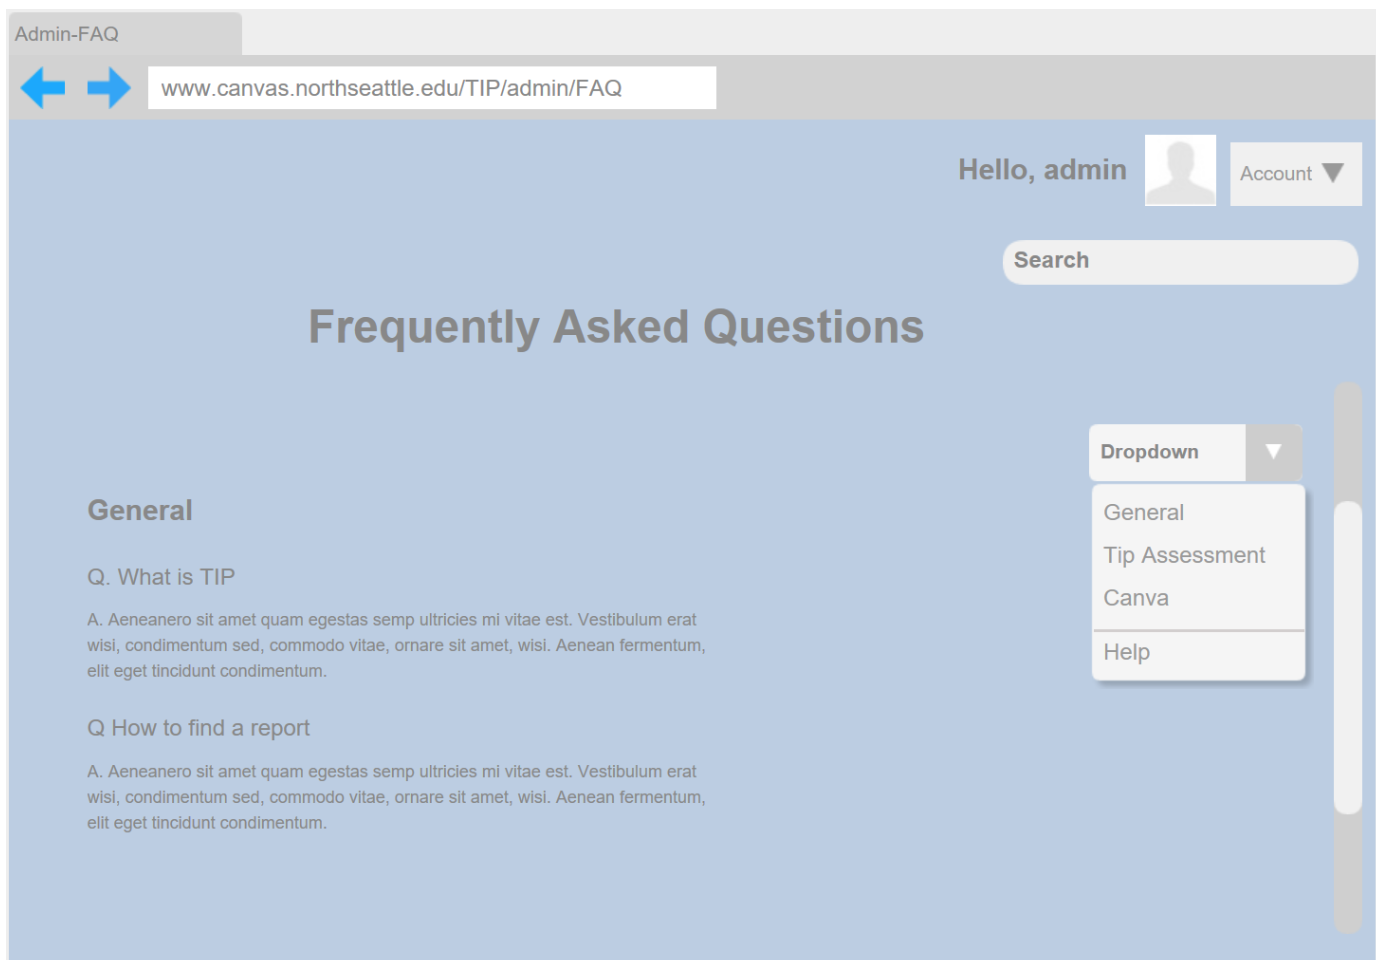 Admin-FAQ
www.canvas.northseattle.edu/TIP/admin/FAQ
Hello, admin
Account
Search
Frequently Asked Questions
Dropdown
General
Tip Assessment
Canva
Help
General
Q. What is TIP
A. Aeneanero sit amet quam egestas semp ultricies mi vitae est. Vestibulum erat
wisi, condimentum sed, commodo vitae, ornare sit amet, wisi. Aenean fermentum,
elit eget tincidunt condimentum.
Q How to find a report
A. Aeneanero sit amet quam egestas semp ultricies mi vitae est. Vestibulum erat
wisi, condimentum sed, commodo vitae, ornare sit amet, wisi. Aenean fermentum,
elit eget tincidunt condimentum.